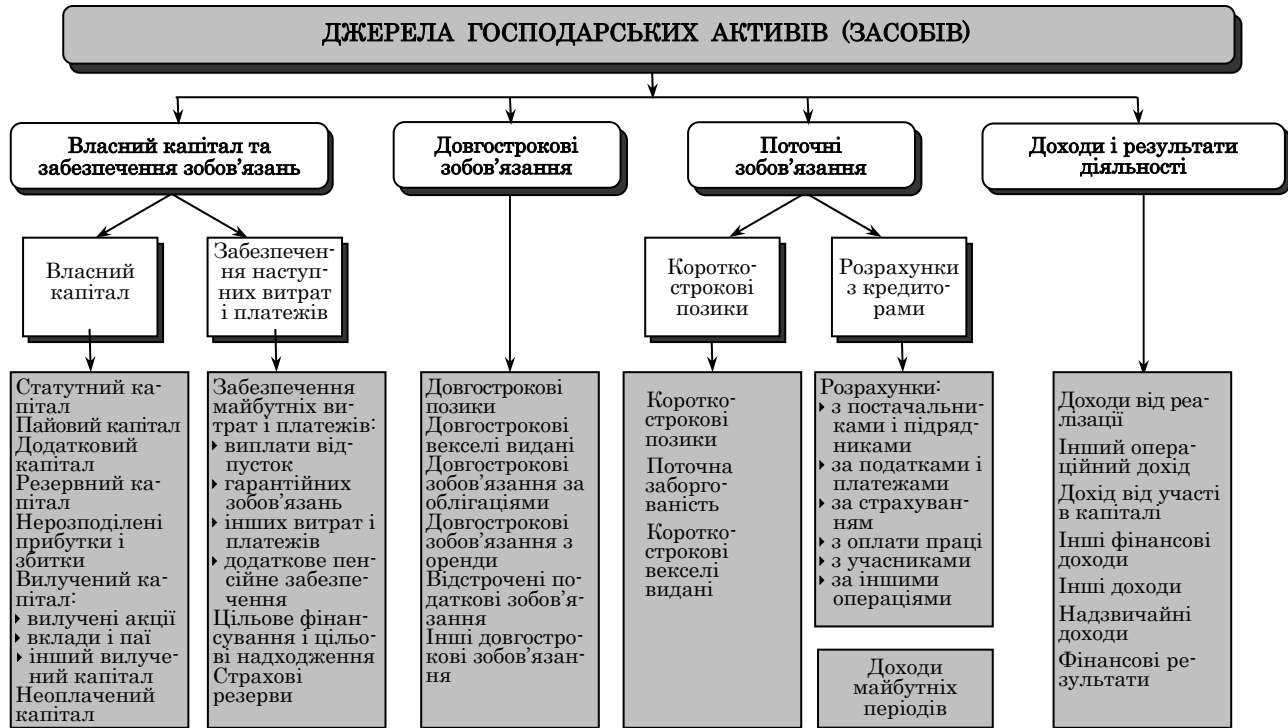 ДЖЕРЕЛА ГОСПОДАРСЬКИХ АКТИВІВ (ЗАСОБІВ)
Власний капітал та
забезпечення зобов’язань
Довгострокові
зобов’язання
Поточні
зобов’язання
Доходи і результати
діяльності
Власний
капітал
Забезпечен-
ня наступ-
них витрат
і платежів
Коротко-
строкові
позики
Розрахунки
з кредито-
рами
Статутний ка-
пітал
Пайовий капітал
Додатковий
капітал
Резервний ка-
пітал
Нерозподілені
прибутки і
збитки
Вилучений ка-
пітал:
вилучені акції
вклади і паї
інший вилуче-
ний капітал
Неоплачений
капітал
Забезпечення
майбутніх ви-
трат і платежів:
виплати від-
пусток
гарантійних
зобов’язань
інших витрат і
платежів
додаткове пен-
сійне забезпе-
чення
Цільове фінан-
сування і цільо-
ві надходження
Страхові
резерви
Довгострокові
позики
Довгострокові
векселі видані
Довгострокові
зобов’язання за
облігаціями
Довгострокові
зобов’язання з
оренди
Відстрочені по-
даткові зобов’я-
зання
Інші довгостро-
кові зобов’язан-
ня
Коротко-
строкові
позики
Поточна
заборго-
ваність
Коротко-
строкові
векселі
видані
Розрахунки:
з постачальни-
ками і підряд-
никами
за податками і
платежами
за страхуван-
ням
з оплати праці
з учасниками
за іншими
операціями
Доходи
майбутніх
періодів
Доходи від реа-
лізації
Інший опера-
ційний дохід
Дохід від участі
в капіталі
Інші фінансові
доходи
Інші доходи
Надзвичайні
доходи
Фінансові ре-
зультати